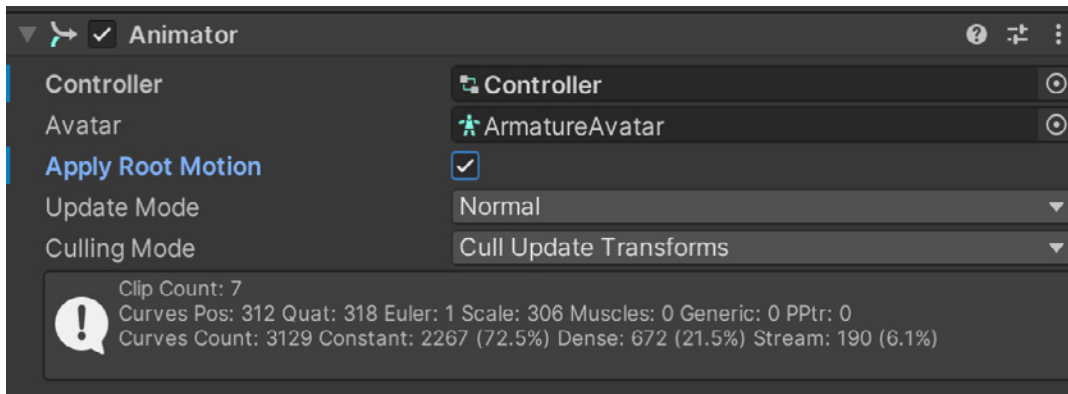 Animator
Controller Controller
Avatar ArmatureAvatar
Apply Root Motion
Update Mode Normal
Culling Mode Cull Update Transforms
Clip Count: 7
Curves Pos: 312 Quat: 318 Euler: 1 Scale: 306 Muscles: 0 Generic: 0 PPtr: 0
Curves Count: 3129 Constant: 2267 (72.5%) Dense: 672 (21.5%) Stream: 190 (6.1%)